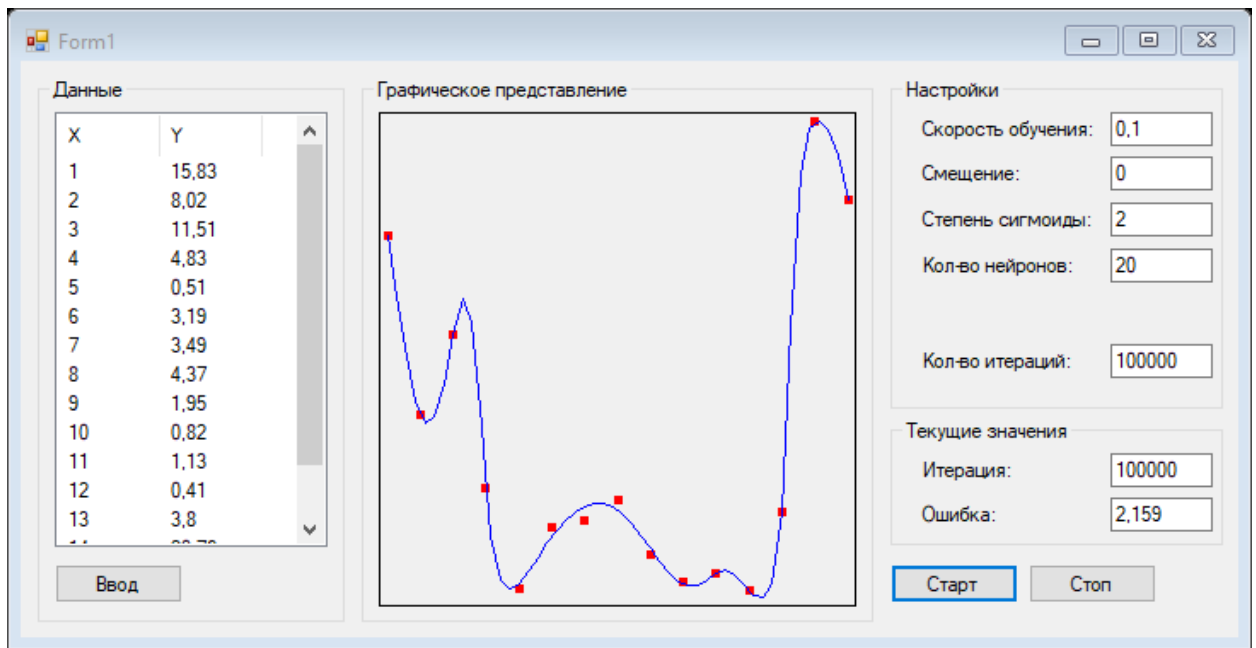 Form1
Данные
X Y
1 15,83
2 8,02
3 11,51
4 4,83
5 0,51
6 3,19
7 3,49
8 4,37
9 1,95
10 0,82
11 1,13
12 0,41
13 3,8
Ввод
Графическое представление
Настройки
Скорость обучения: 0,1
Смещение: 0
Степень сигмоиды: 2
Кол-во нейронов: 20
Кол-во итераций: 100000
Текущие значения
Итерация: 100000
Ошибка: 2,159
Старт Стоп